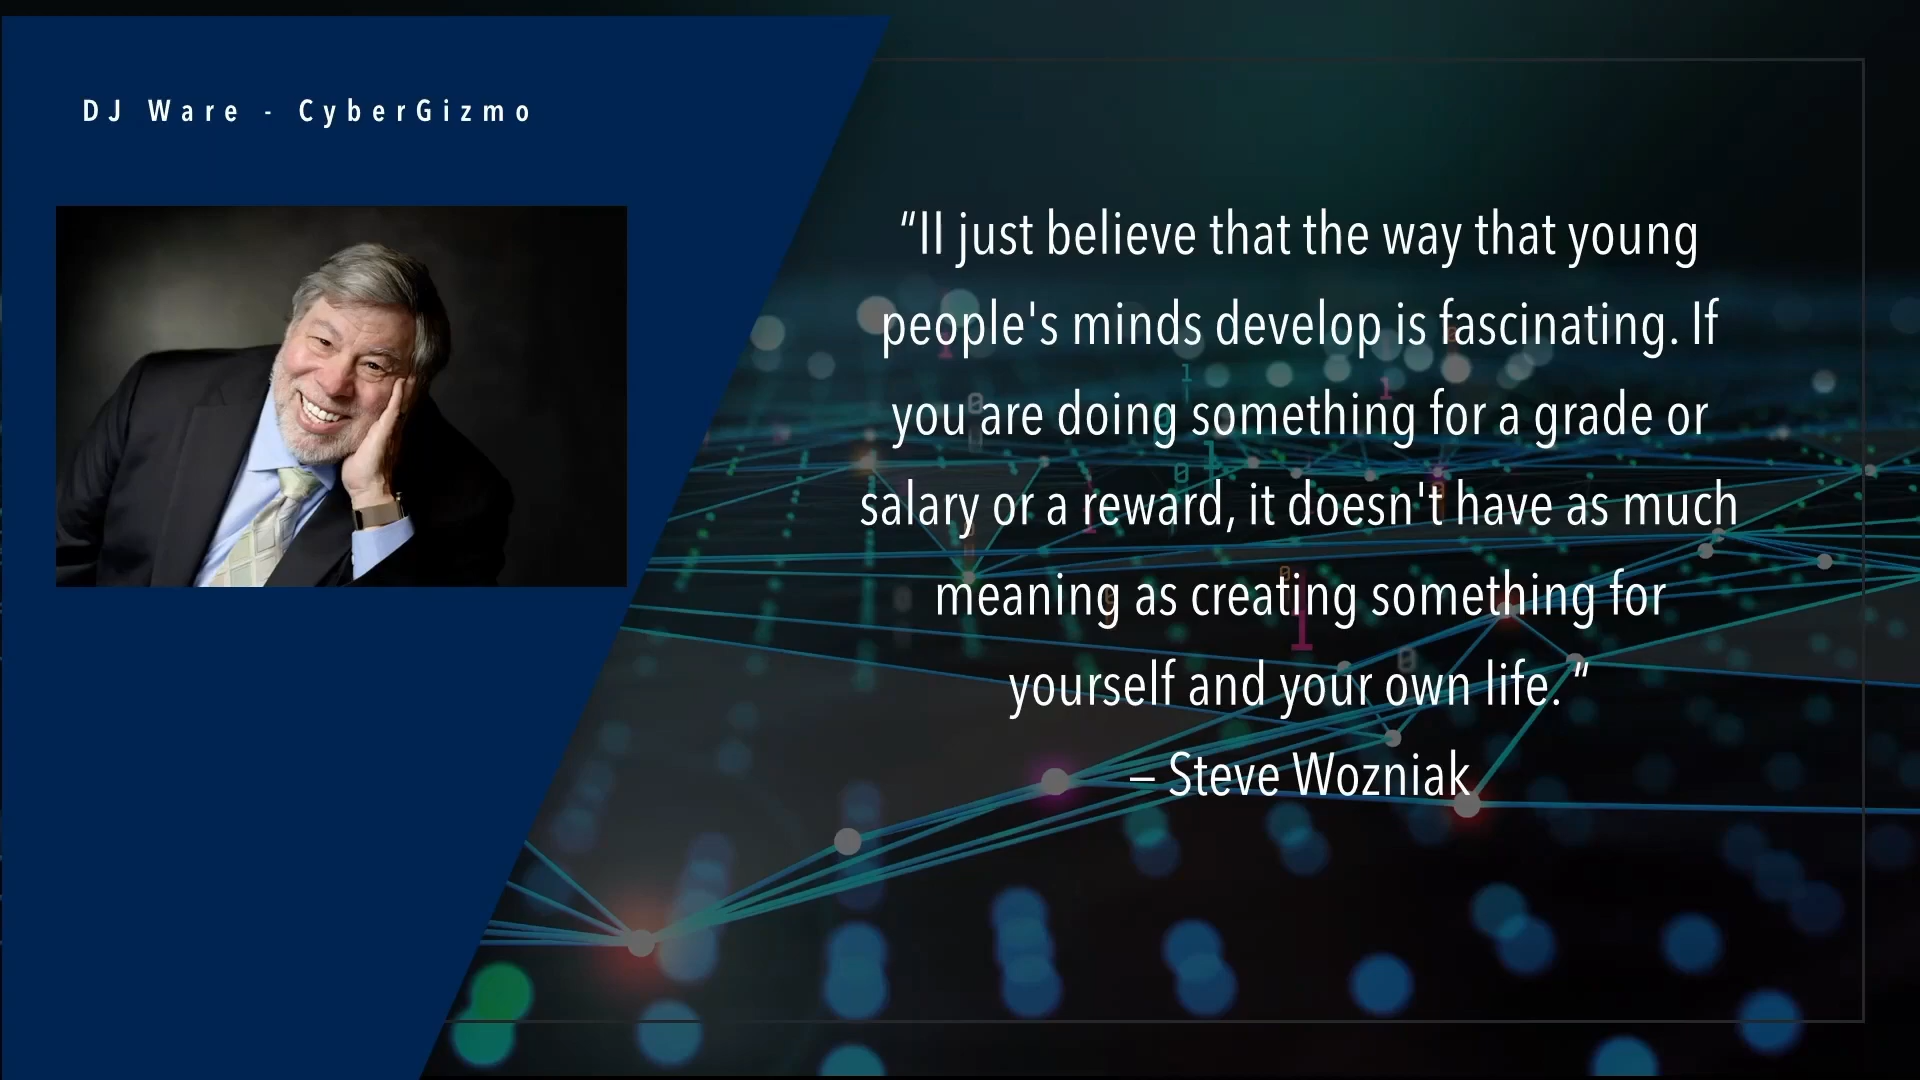 DJ Ware - CyberGizmo
“II just believe that the way that young
people's minds develop is fascinating. If
you are doing something for a grade or
salary or a reward, it doesn't have as much
meaning as creating something for
yourself and your own life. ”
– Steve Wozniak